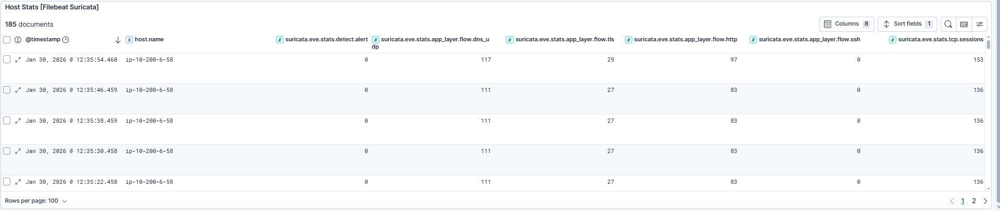 Host Stats [Filebeat Suricata]
185 documents
Columns 8 Sort fields 1
@timestamp host.name suricata.eve.stats.detect.alert suricata.eve.stats.app_layer.flow.dns_u suricata.eve.stats.app_layer.flow.tls suricata.eve.stats.app_layer.flow.http suricata.eve.stats.app_layer.flow.ssh suricata.eve.stats.tcp.sessions
dp
Jan 30, 2026 @ 12:35:54.460 ip-10-200-6-58 0 117 29 97 0 153
Jan 30, 2026 @ 12:35:46.459 ip-10-200-6-58 0 111 27 83 0 136
Jan 30, 2026 @ 12:35:38.459 ip-10-200-6-58 0 111 27 83 0 136
Jan 30, 2026 @ 12:35:30.458 ip-10-200-6-58 0 111 27 83 0 136
Jan 30, 2026 @ 12:35:22.458 ip-10-200-6-58 0 111 27 83 0 136
Rows per page: 100 1 2